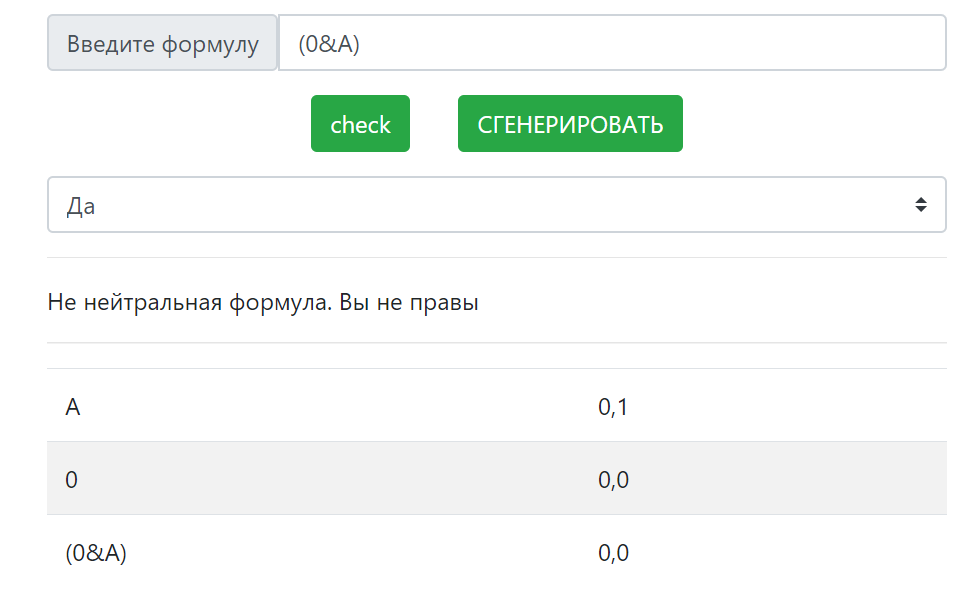 Введите формулу (0&A)
check СГЕНЕРИРОВАТЬ
Да
Не нейтральная формула. Вы не правы
A 0,1
0 0,0
(0&A) 0,0